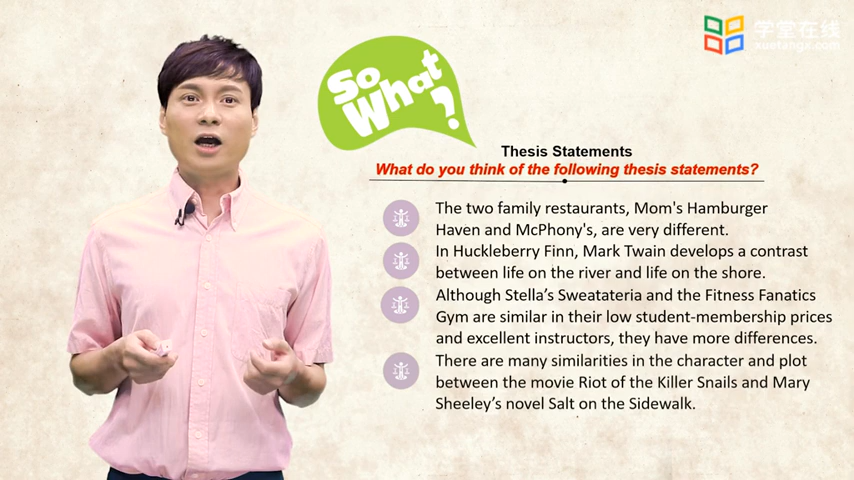 学堂在线
xuetangx.com
So
What
?
Thesis Statements
What do you think of the following thesis statements?
The two family restaurants, Mom's Hamburger
Haven and McPhony's, are very different.
In Huckleberry Finn, Mark Twain develops a contrast
between life on the river and life on the shore.
Although Stella’s Sweatateria and the Fitness Fanatics
Gym are similar in their low student-membership prices
and excellent instructors, they have more differences.
There are many similarities in the character and plot
between the movie Riot of the Killer Snails and Mary
Sheeley’s novel Salt on the Sidewalk.